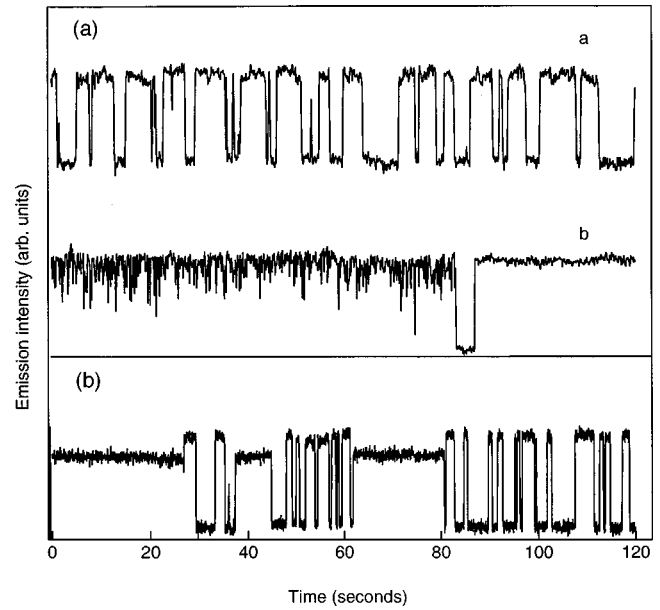 (a)
a
b
(b)
Emission intensity (arb. units)
0 20 40 60 80 100 120
Time (seconds)